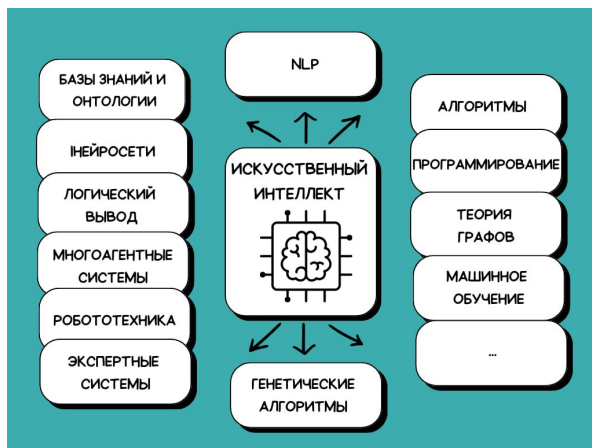 БАЗЫ ЗНАНИЙ И
ОНТОЛОГИИ
IНЕЙРОСЕТИ
ЛОГИЧЕСКИЙ
ВЫВОД
МНОГОАГЕНТНЫЕ
СИСТЕМЫ
РОБОТОТЕХНИКА
ЭКСПЕРТНЫЕ
СИСТЕМЫ
NLP
ИСКУССТВЕННЫЙ
ИНТЕЛЛЕКТ
ГЕНЕТИЧЕСКИЕ
АЛГОРИТМЫ
АЛГОРИТМЫ
ПРОГРАММИРОВАНИЕ
ТЕОРИЯ
ГРАФОВ
МАШИННОЕ
ОБУЧЕНИЕ
...